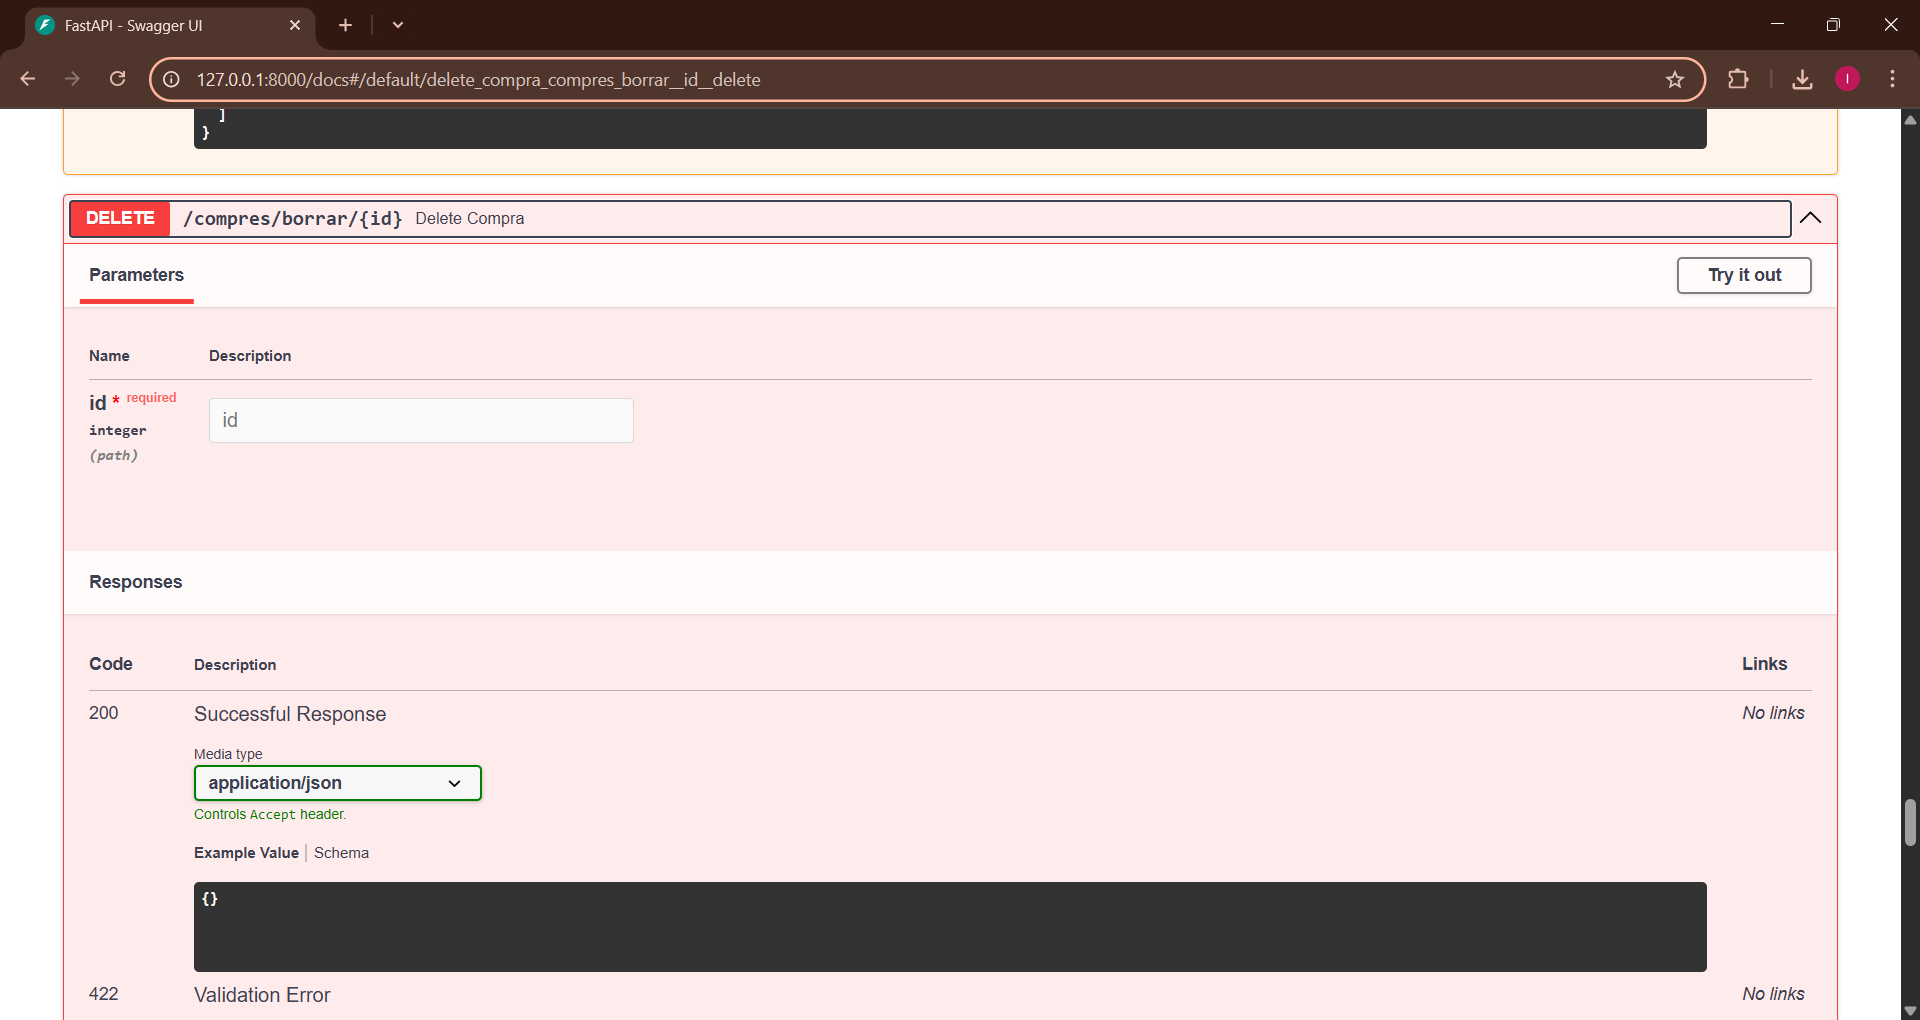 FastAPI - Swagger UI
127.0.0.1:8000/docs#/default/delete_compra_compres_borrar__id__delete
I
]
}
DELETE /compres/borrar/{id} Delete Compra
Parameters
Try it out
Name Description
id * required
integer
(path)
id
Responses
Code Description Links
200 Successful Response No links
Media type
application/json
Controls Accept header.
Example Value Schema
{}
422 Validation Error No links